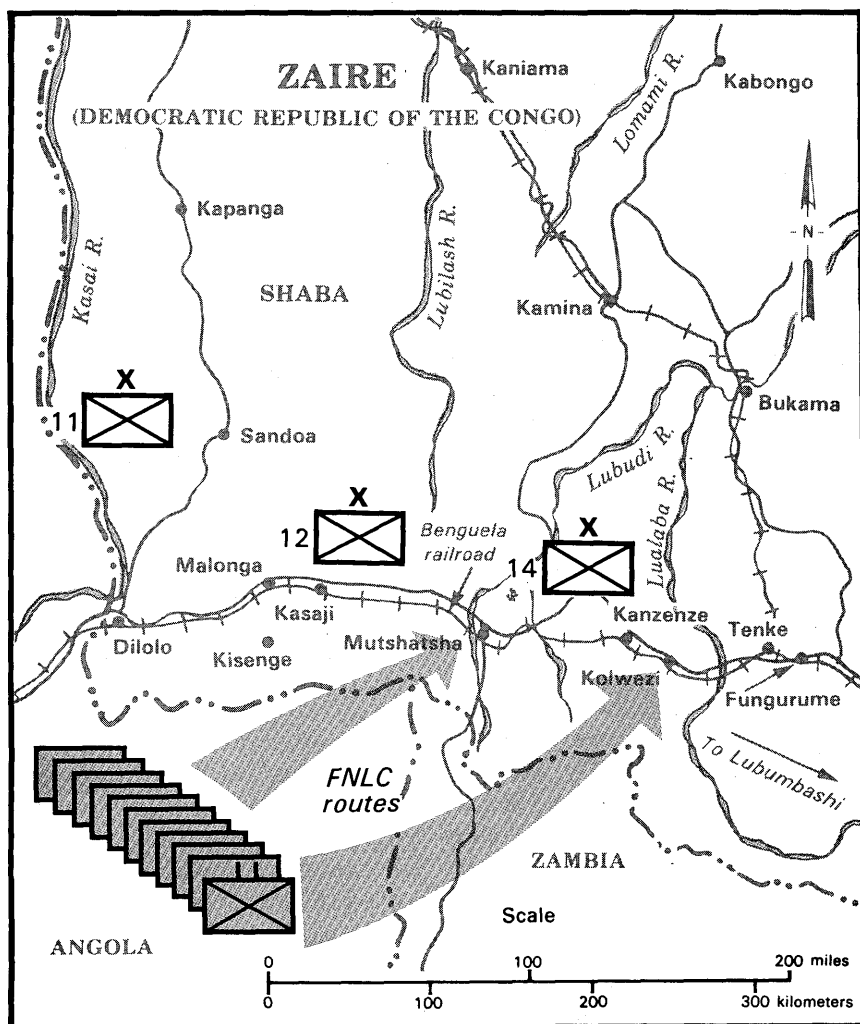 ZAIRE
(DEMOCRATIC REPUBLIC OF THE CONGO)
Kaniama
Lomami R.
Kabongo
Kapanga
N
Kasai R.
SHABA
Lubilash R.
Kamina
X
11
Bukama
Sandoa
Lubudi R.
Lualaba R.
X
12
Benguela
railroad
X
14
Malonga
Kasaji
Kanzenze
Dilolo
Kisenge
Mutshatsha
Tenke
Kolwezi
Fungurume
FNLC
routes
To Lubumbashi
ZAMBIA
ANGOLA
Scale
0 100 200 miles
0 100 200 300 kilometers